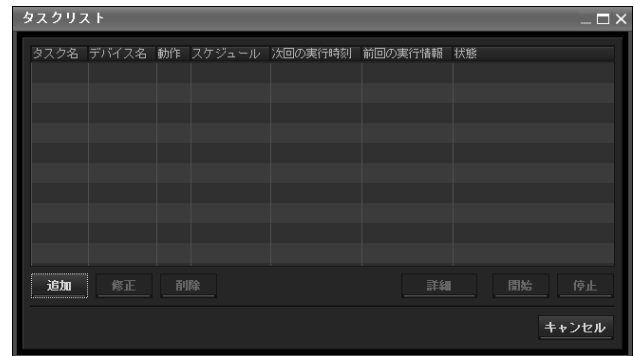 タスクリスト
タスク名 デバイス名 動作 スケジュール 次回の実行時刻 前回の実行情報 状態
追加 修正 削除 詳細 開始 停止
キャンセル